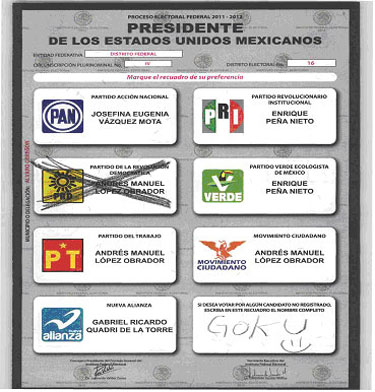 PROCESO ELECTORAL FEDERAL 2011 - 2012
PRESIDENTE
DE LOS ESTADOS UNIDOS MEXICANOS
ENTIDAD FEDERATIVA
DISTRITO FEDERAL
CIRCUNSCRIPCIÓN PLURINOMINAL No.
IV
DISTRITO ELECTORAL No.
16
Marque el recuadro de su preferencia
MUNICIPIO O DELEGACIÓN: ALVARO OBREGON
PARTIDO ACCIÓN NACIONAL
PAN
JOSEFINA EUGENIA
VÁZQUEZ MOTA
PARTIDO REVOLUCIONARIO
INSTITUCIONAL
PRI
ENRIQUE
PEÑA NIETO
PARTIDO DE LA REVOLUCIÓN
DEMOCRÁTICA
PRD
ANDRÉS MANUEL
LÓPEZ OBRADOR
PARTIDO VERDE ECOLOGISTA
DE MÉXICO
VERDE
ENRIQUE
PEÑA NIETO
PARTIDO DEL TRABAJO
PT
ANDRÉS MANUEL
LÓPEZ OBRADOR
MOVIMIENTO CIUDADANO
MOVIMIENTO
CIUDADANO
ANDRÉS MANUEL
LÓPEZ OBRADOR
NUEVA ALIANZA
nueva
alianza
GABRIEL RICARDO
QUADRI DE LA TORRE
SI DESEA VOTAR POR ALGÚN CANDIDATO NO REGISTRADO,
ESCRIBA EN ESTE RECUADRO EL NOMBRE COMPLETO
GOKU